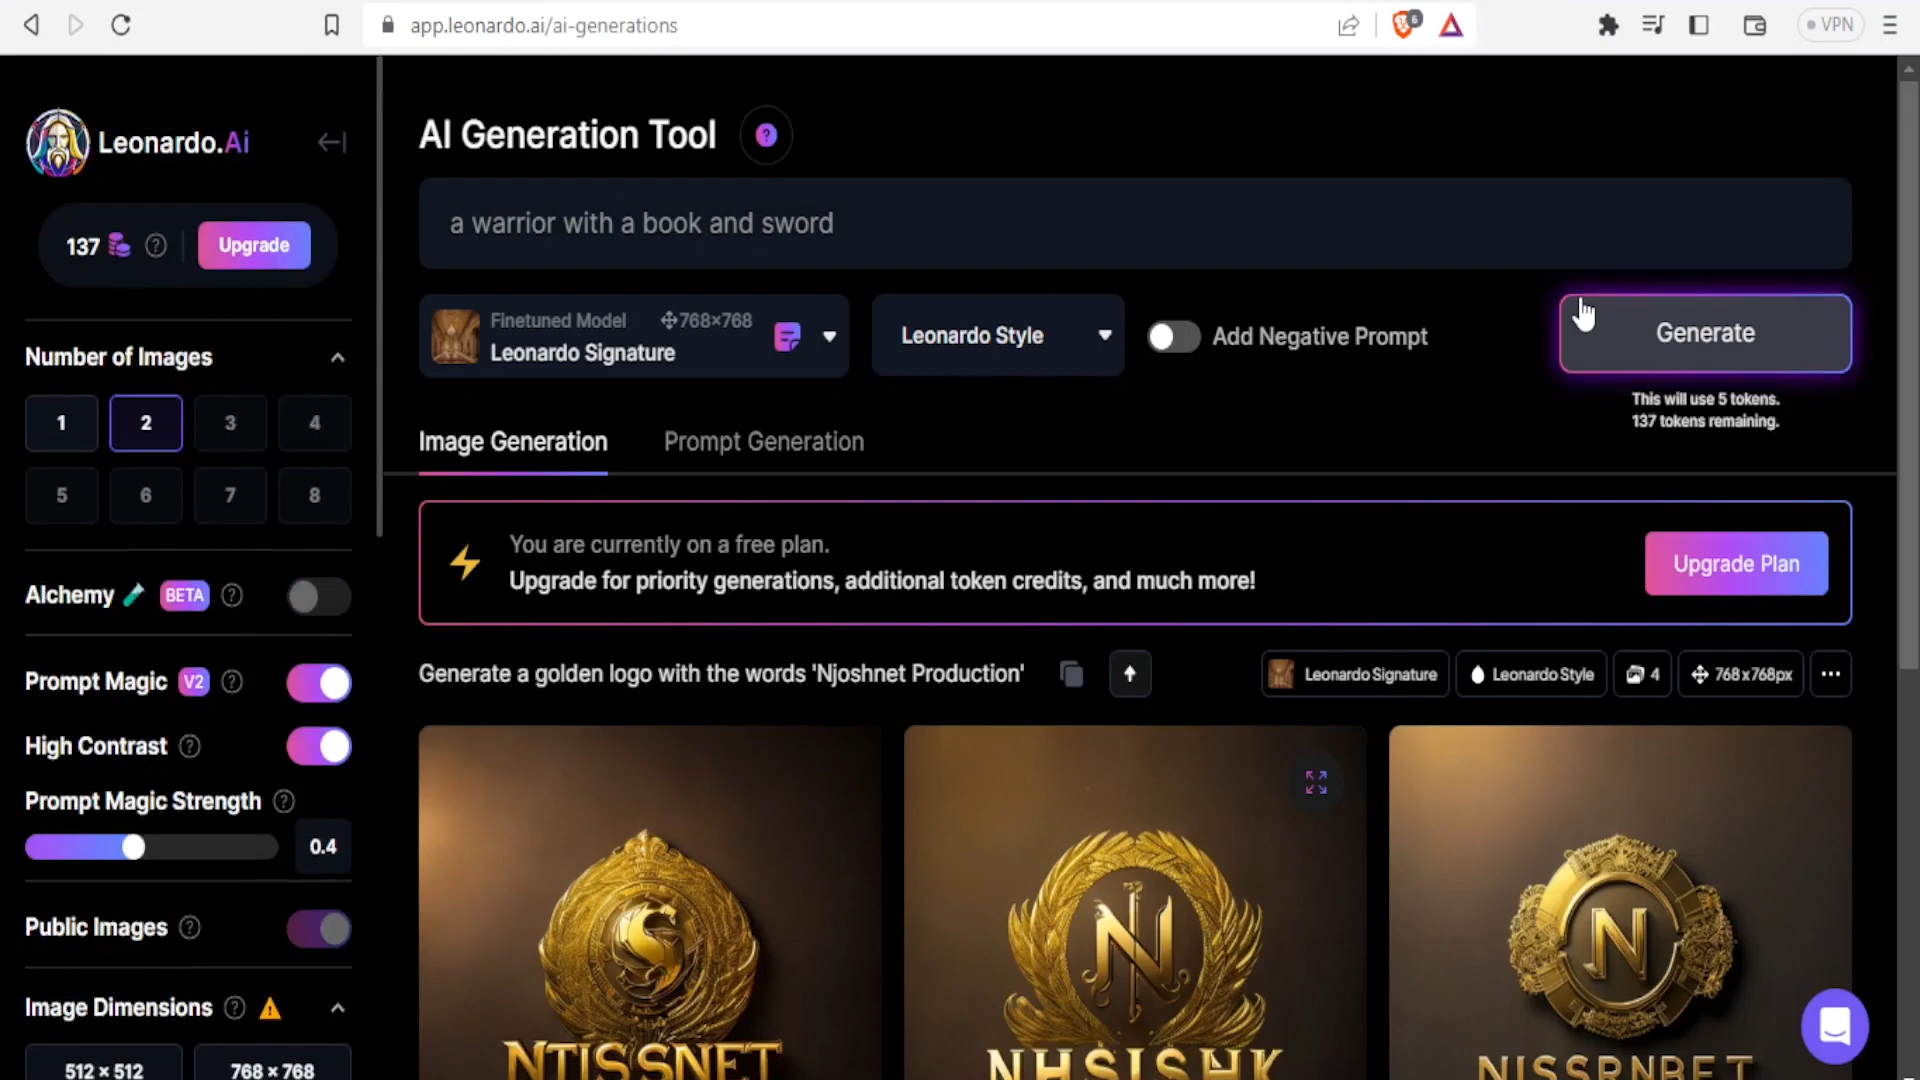 app.leonardo.ai/ai-generations
6
VPN
Leonardo.Ai
137
?
Upgrade
Number of Images
1
2
3
4
5
6
7
8
Alchemy
BETA
?
Prompt Magic
V2
?
High Contrast
?
Prompt Magic Strength
?
0.4
Public Images
?
Image Dimensions
?
512 × 512
768 × 768
AI Generation Tool
?
a warrior with a book and sword
Finetuned Model
768×768
Leonardo Signature
Leonardo Style
Add Negative Prompt
Generate
This will use 5 tokens.
137 tokens remaining.
Image Generation
Prompt Generation
You are currently on a free plan.
Upgrade for priority generations, additional token credits, and much more!
Upgrade Plan
Generate a golden logo with the words 'Njoshnet Production'
Leonardo Signature
Leonardo Style
4
768x768px
NTISSNET
N
NHSISHK
N
NISSRNBET